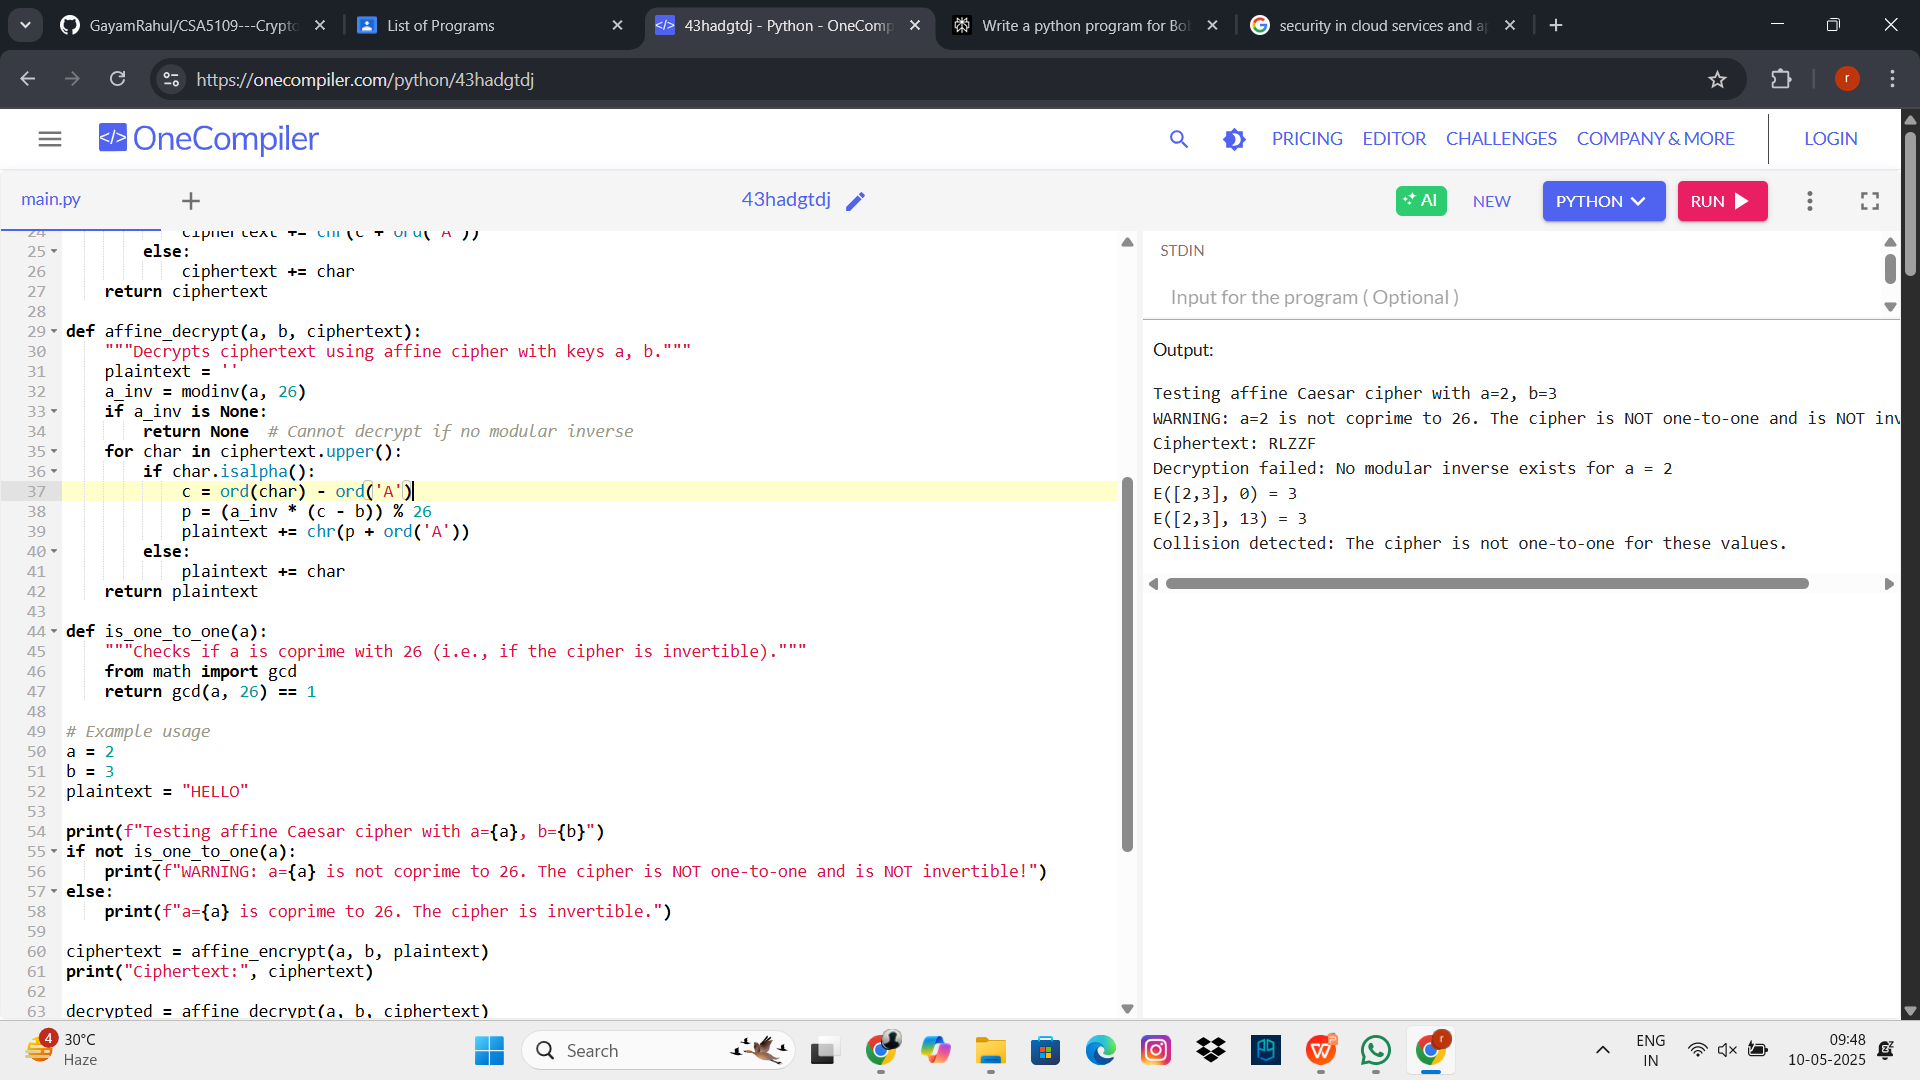 GayamRahul/CSA5109---Crypto
List of Programs
43hadgtdj - Python - OneComp
Write a python program for Bol
security in cloud services and ap
https://onecompiler.com/python/43hadgtdj
r
</> OneCompiler
PRICING
EDITOR
CHALLENGES
COMPANY & MORE
LOGIN
main.py
43hadgtdj
AI
NEW
PYTHON
RUN
24 ciphertext += chr(c + ord('A'))
25 else:
26 ciphertext += char
27 return ciphertext
28
29 def affine_decrypt(a, b, ciphertext):
30 """Decrypts ciphertext using affine cipher with keys a, b."""
31 plaintext = ''
32 a_inv = modinv(a, 26)
33 if a_inv is None:
34 return None # Cannot decrypt if no modular inverse
35 for char in ciphertext.upper():
36 if char.isalpha():
37 c = ord(char) - ord('A')
38 p = (a_inv * (c - b)) % 26
39 plaintext += chr(p + ord('A'))
40 else:
41 plaintext += char
42 return plaintext
43
44 def is_one_to_one(a):
45 """Checks if a is coprime with 26 (i.e., if the cipher is invertible)."""
46 from math import gcd
47 return gcd(a, 26) == 1
48
49 # Example usage
50 a = 2
51 b = 3
52 plaintext = "HELLO"
53
54 print(f"Testing affine Caesar cipher with a={a}, b={b}")
55 if not is_one_to_one(a):
56 print(f"WARNING: a={a} is not coprime to 26. The cipher is NOT one-to-one and is NOT invertible!")
57 else:
58 print(f"a={a} is coprime to 26. The cipher is invertible.")
59
60 ciphertext = affine_encrypt(a, b, plaintext)
61 print("Ciphertext:", ciphertext)
62
63 decrypted = affine_decrypt(a, b, ciphertext)
STDIN
Input for the program ( Optional )
Output:
Testing affine Caesar cipher with a=2, b=3
WARNING: a=2 is not coprime to 26. The cipher is NOT one-to-one and is NOT inv
Ciphertext: RLZZF
Decryption failed: No modular inverse exists for a = 2
E([2,3], 0) = 3
E([2,3], 13) = 3
Collision detected: The cipher is not one-to-one for these values.
4
30°C
Haze
Search
ENG
IN
09:48
10-05-2025